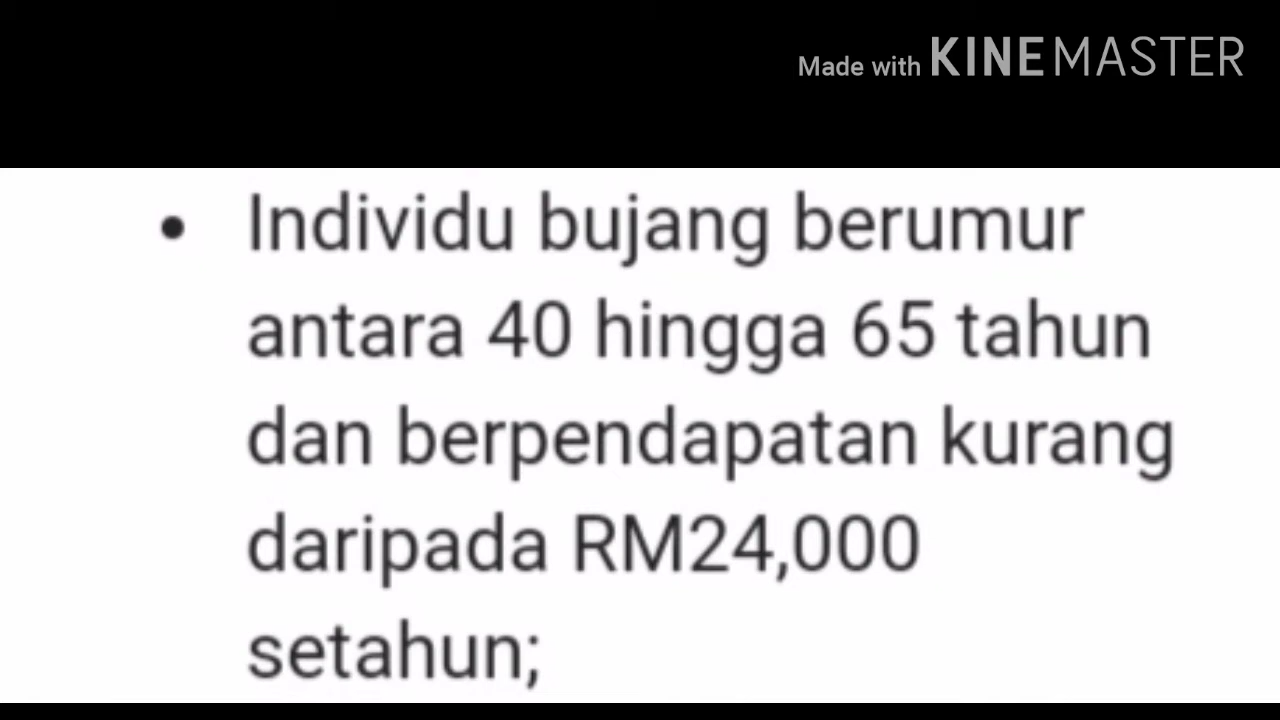 Made with KINEMASTER
• Individu bujang berumur
antara 40 hingga 65 tahun
dan berpendapatan kurang
daripada RM24,000
setahun;